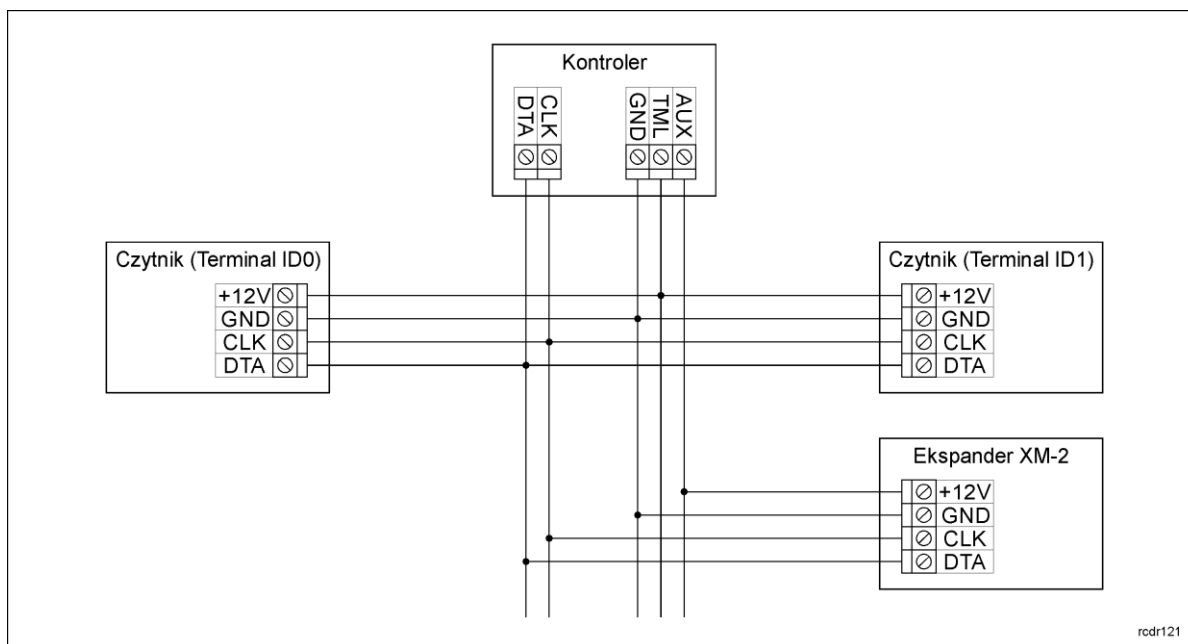 Kontroler
DTA CLK GND TML AUX
Czytnik (Terminal ID0)
+12V
GND
CLK
DTA
Czytnik (Terminal ID1)
+12V
GND
CLK
DTA
Ekspander XM-2
+12V
GND
CLK
DTA
rcdr121